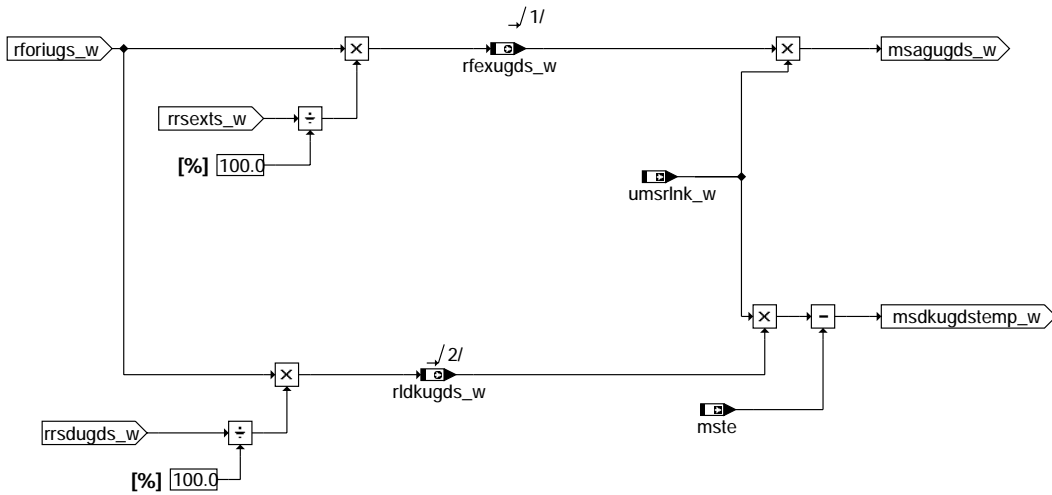 1/
rforiugs_w
rfexugds_w
msagugds_w
rrsexts_w
[%] 100.0
umsrlnk_w
msdkugdstemp_w
2/
rldkugds_w
mste
rrsdugds_w
[%] 100.0